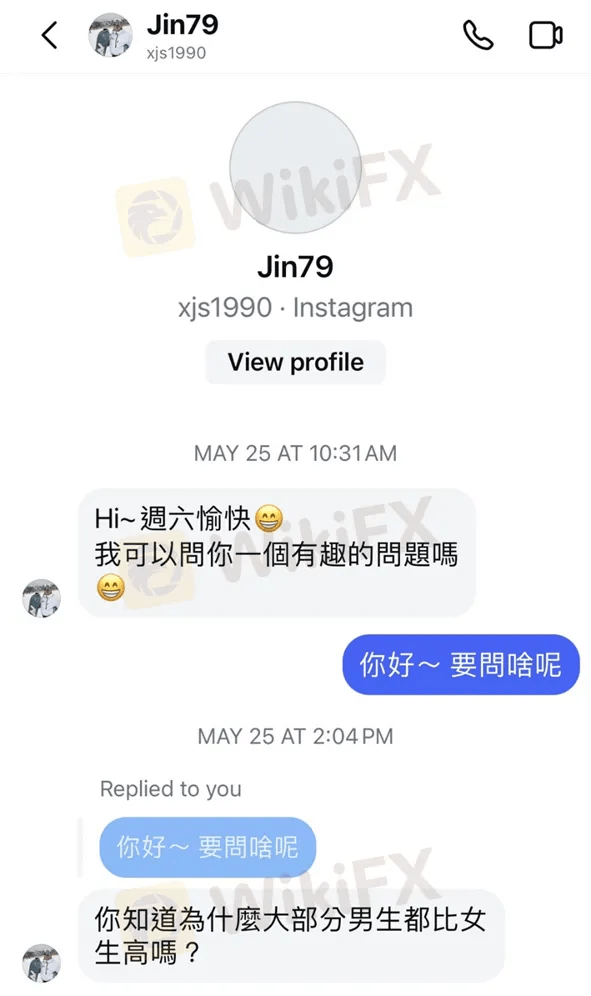 Jin79
xjs1990
WikiFX
Jin79
xjs1990 · Instagram
View profile
MAY 25 AT 10:31 AM
Hi~ 週六愉快😁
我可以問你一個有趣的問題嗎
😁
WikiFX
你好～ 要問啥呢
MAY 25 AT 2:04 PM
Replied to you
你好～ 要問啥呢
WikiFX
你知道為什麼大部分男生都比女
生高嗎？